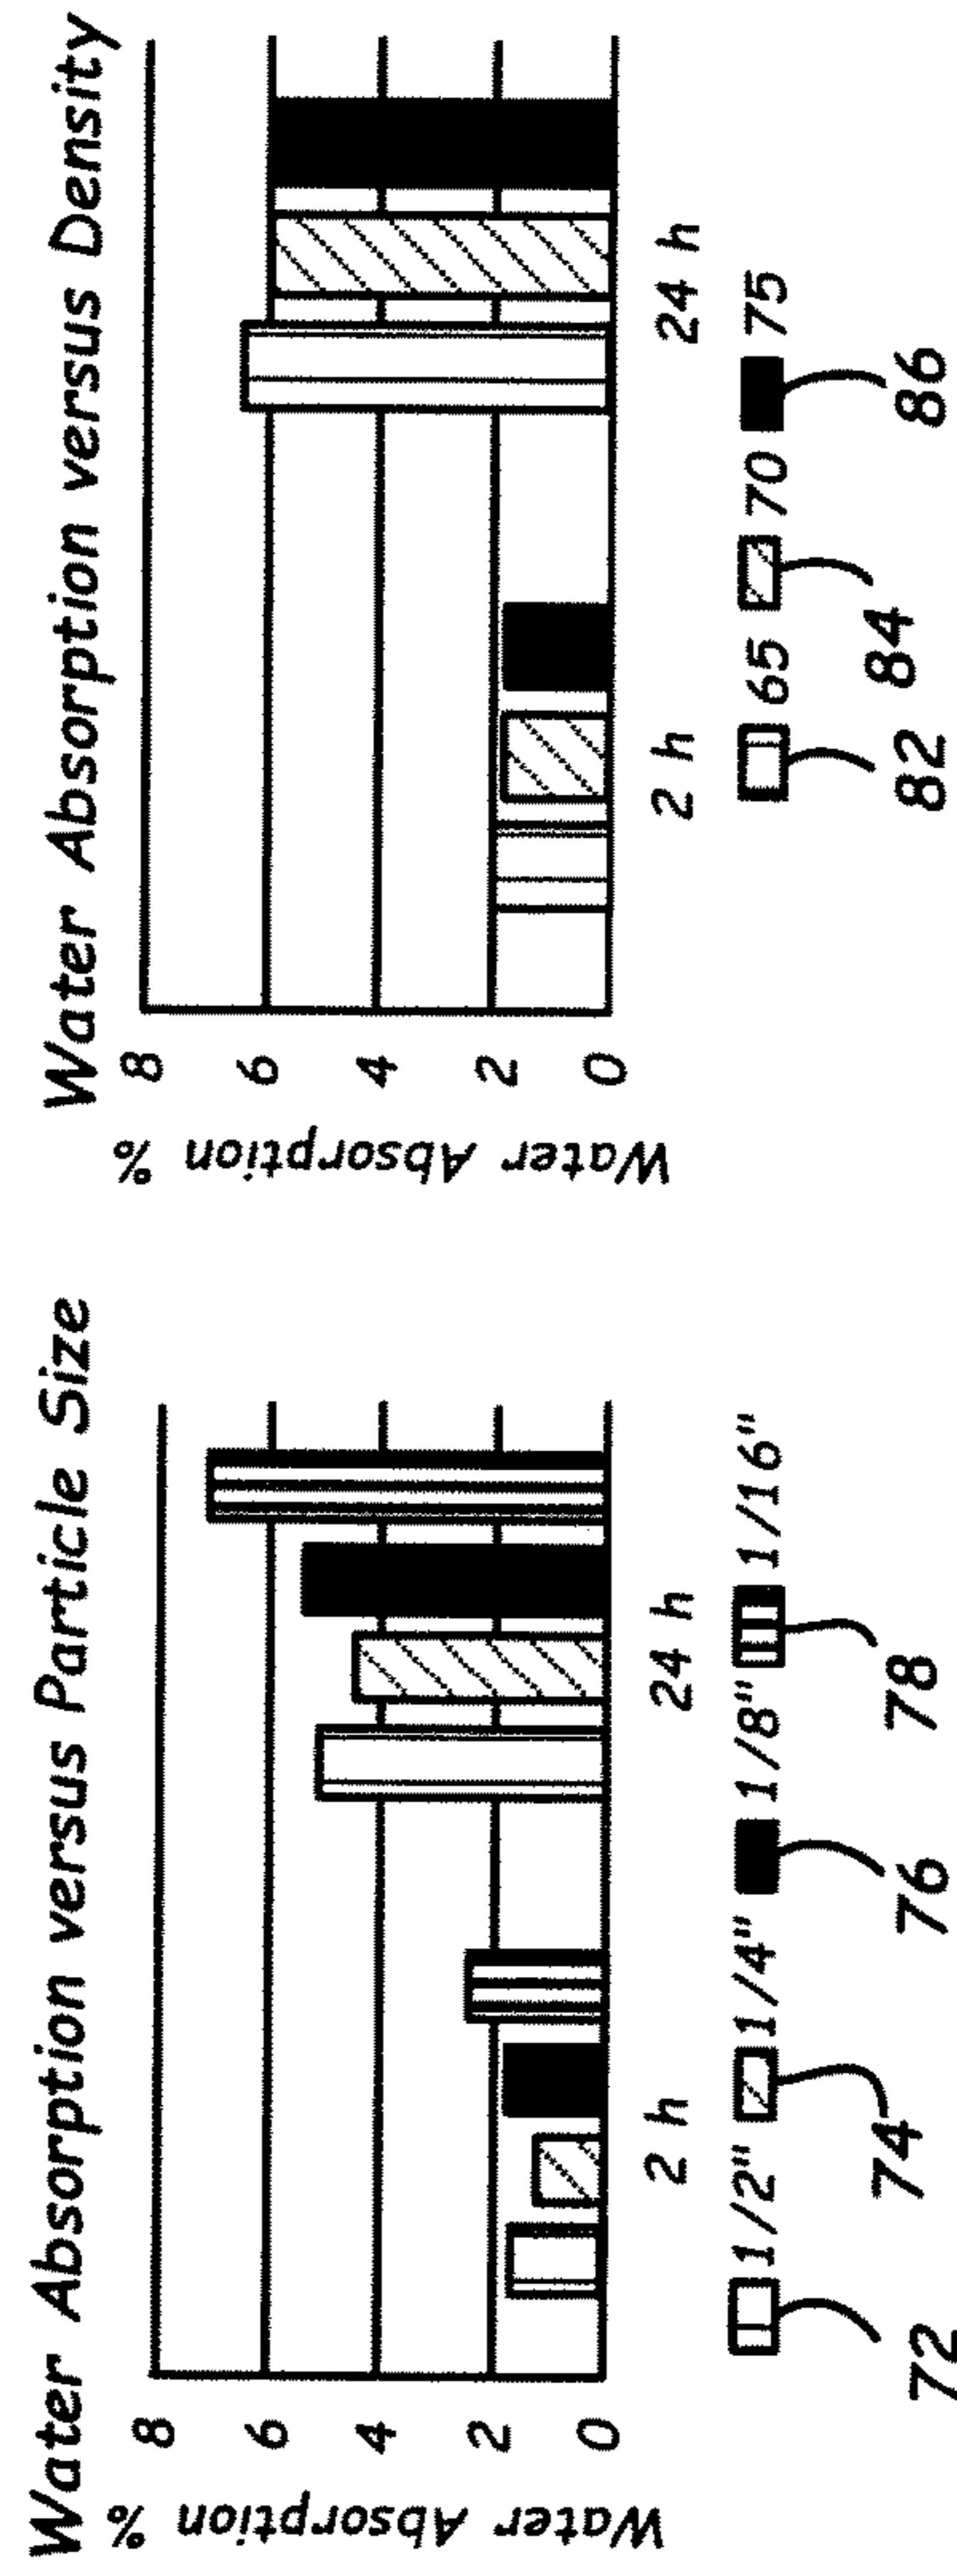 Water Absorption versus Particle Size
Water Absorption %
8
6
4
2
0
2 h 24 h
1/2" 1/4" 1/8" 1/16"
72 74 76 78
Water Absorption versus Density
Water Absorption %
8
6
4
2
0
2 h 24 h
65 70 75
82 84 86